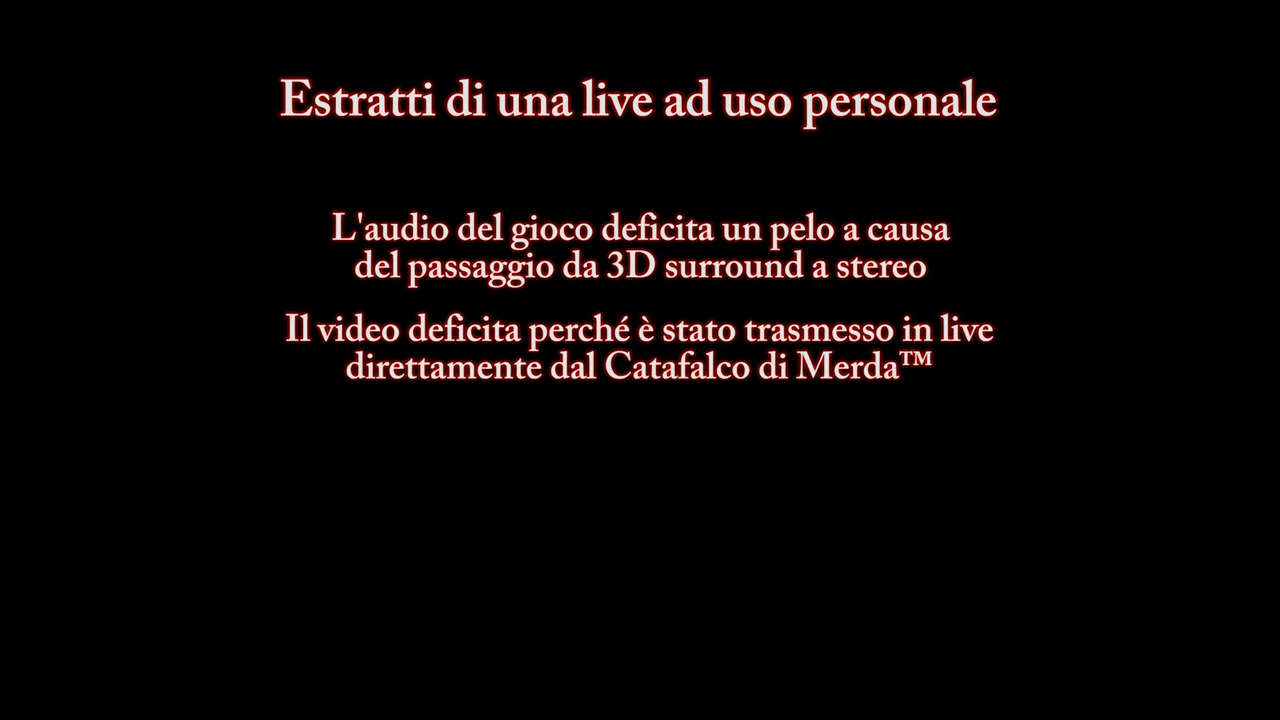 Estratti di una live ad uso personale
L'audio del gioco deficita un pelo a causa
del passaggio da 3D surround a stereo
Il video deficita perché è stato trasmesso in live
direttamente dal Catafalco di Merda™